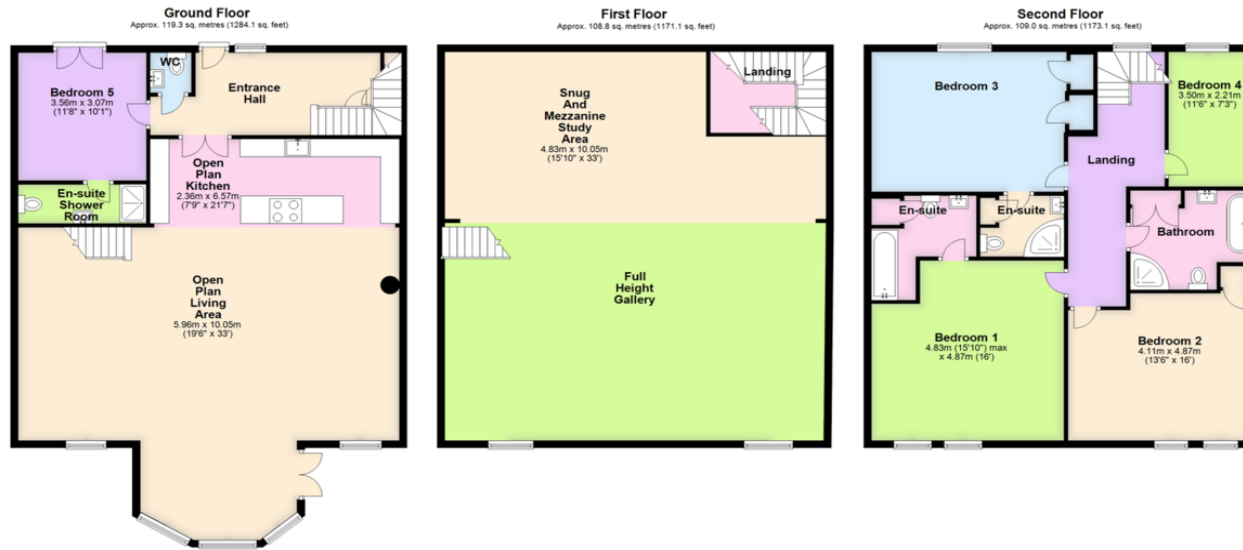 Ground Floor
Approx. 119.3 sq. metres (1284.1 sq. feet)
WC
Bedroom 5
3.56m x 3.07m
(11'8" x 10'1")
Entrance
Hall
Open
Plan
Kitchen
2.36m x 6.57m
(7'9" x 21'7")
En-suite
Shower
Room
Open
Plan
Living
Area
5.96m x 10.05m
(19'6" x 33')
First Floor
Approx. 108.8 sq. metres (1171.1 sq. feet)
Landing
Snug
And
Mezzanine
Study
Area
4.83m x 10.05m
(15'10" x 33')
Full
Height
Gallery
Second Floor
Approx. 109.0 sq. metres (1173.1 sq. feet)
Bedroom 3
Bedroom 4
3.50m x 2.21m
(11'6" x 7'3")
Landing
En-suite
En-suite
Bathroom
Bedroom 1
4.83m (15'10") max
x 4.87m (16')
Bedroom 2
4.11m x 4.87m
(13'6" x 16')